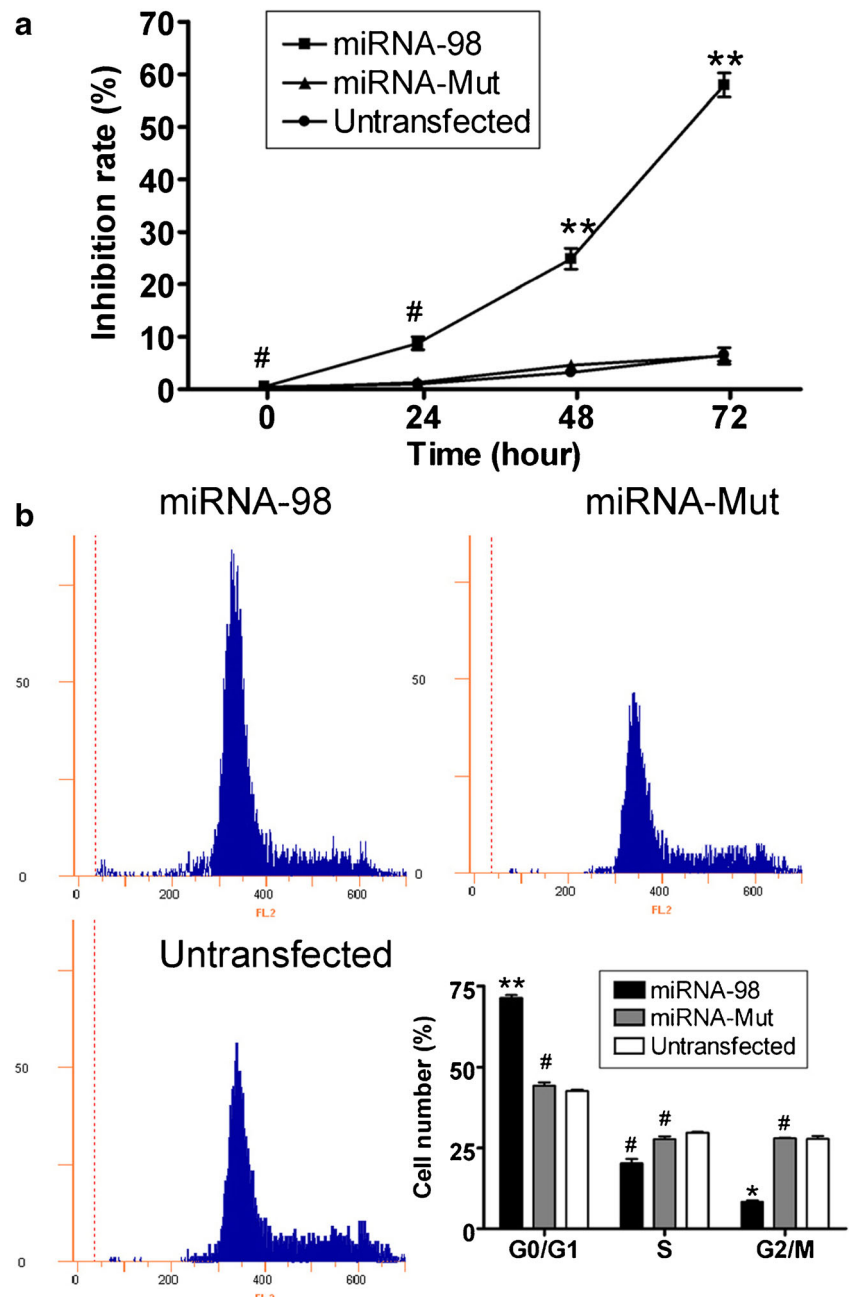 a
70
60
50
40
30
20
10
0
Inhibition rate (%)
miRNA-98
miRNA-Mut
Untransfected
#
#
**
**
0 24 48 72
Time (hour)
b
miRNA-98
50
0
0 200 400 600
FL2
miRNA-Mut
50
0
0 200 400 600
FL2
Untransfected
50
0
0 200 400 600
Cell number (%)
75
50
25
0
miRNA-98
miRNA-Mut
Untransfected
** #
# #
* #
G0/G1 S G2/M